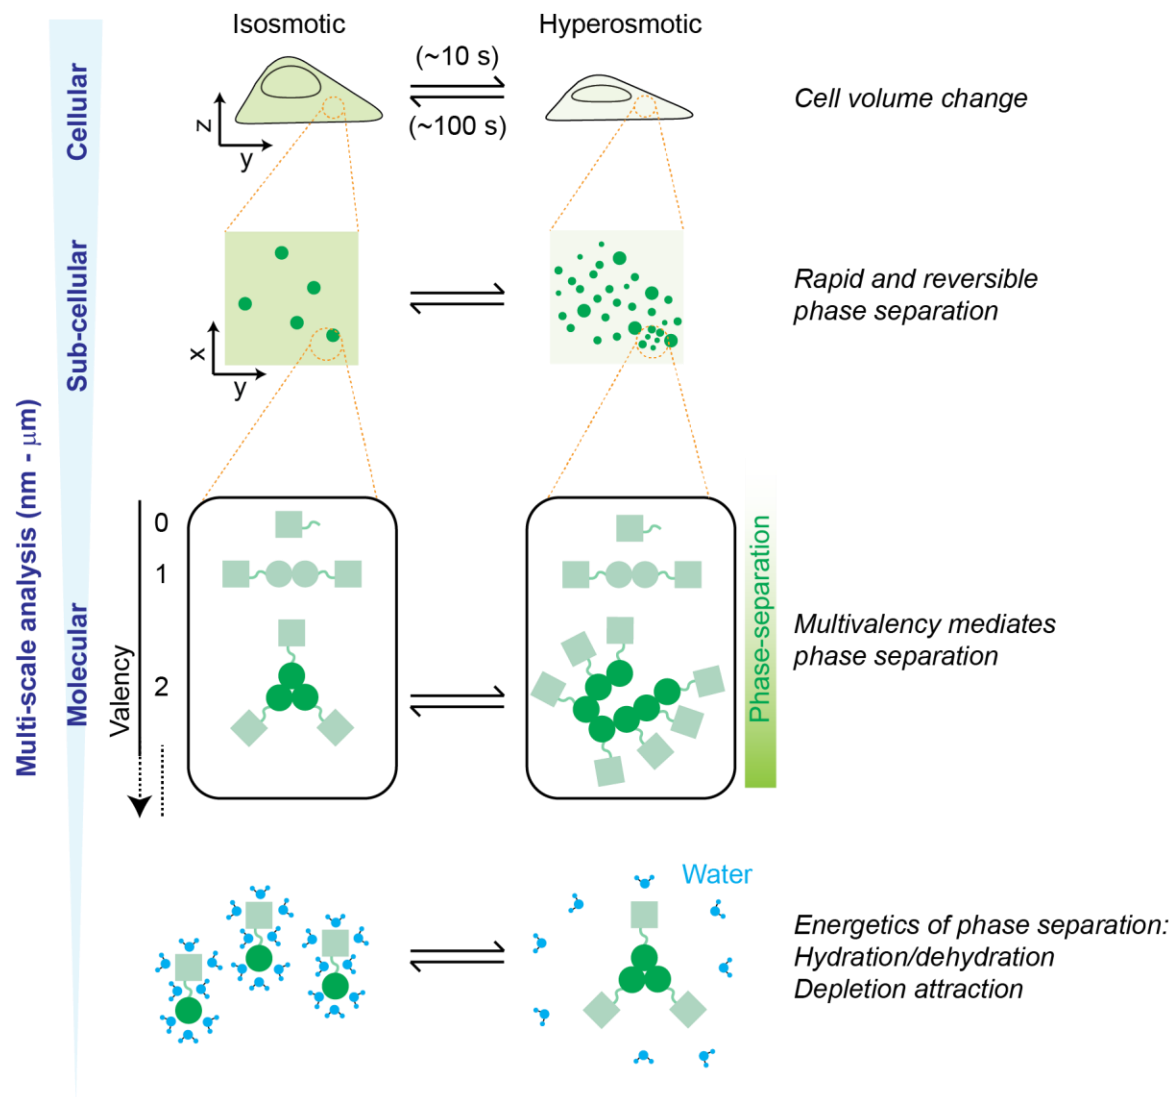 Isosmotic
Hyperosmotic
(~10 s)
(~100 s)
z
y
Cell volume change
Cellular
Sub-cellular
x
y
Rapid and reversible
phase separation
Multi-scale analysis (nm - μm)
Molecular
Valency
0
1
2
Phase-separation
Multivalency mediates
phase separation
Water
Energetics of phase separation:
Hydration/dehydration
Depletion attraction